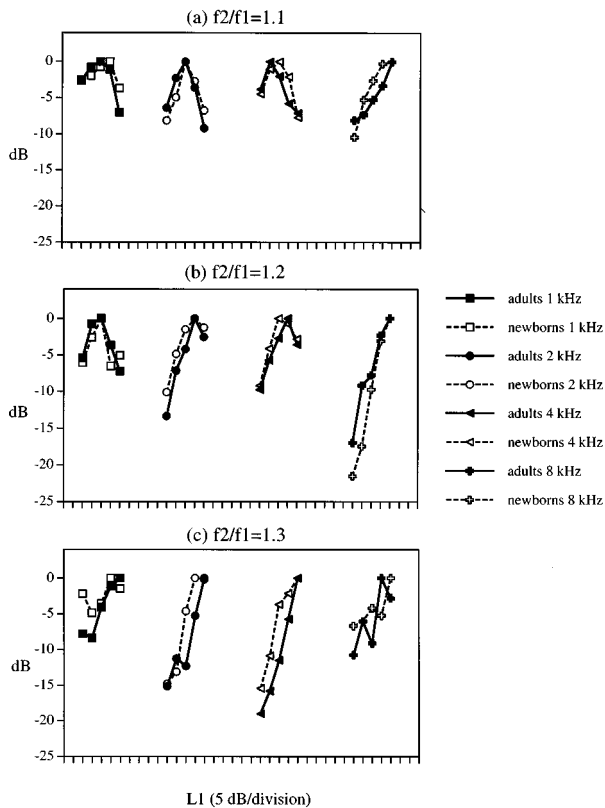 (a) f2/f1=1.1
0
-5
-10
-15
-20
-25
dB
(b) f2/f1=1.2
0
-5
-10
-15
-20
-25
dB
adults 1 kHz
newborns 1 kHz
adults 2 kHz
newborns 2 kHz
adults 4 kHz
newborns 4 kHz
adults 8 kHz
newborns 8 kHz
(c) f2/f1=1.3
0
-5
-10
-15
-20
-25
dB
L1 (5 dB/division)